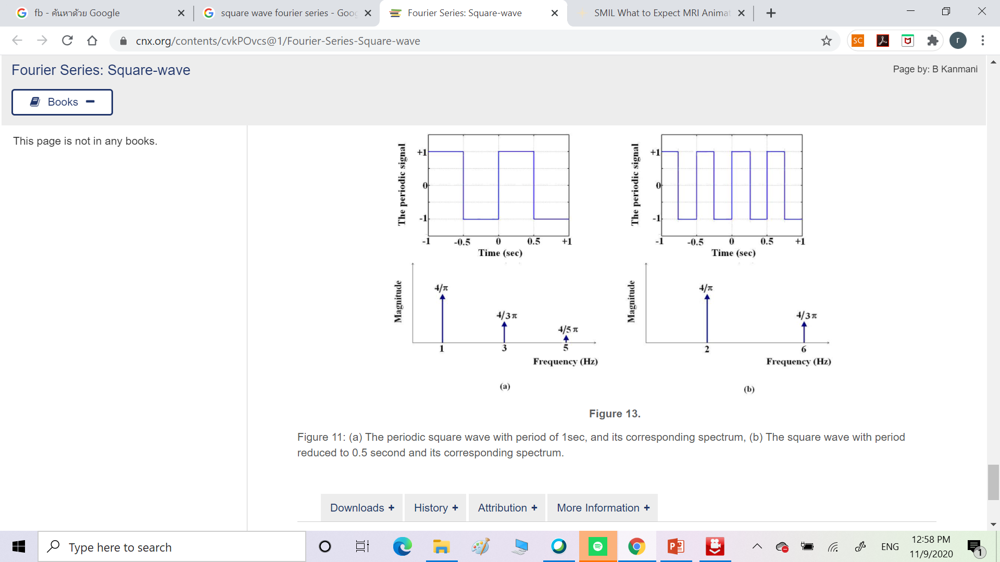 fb - ค้นหาด้วย Google
square wave fourier series - Goog
Fourier Series: Square-wave
SMIL What to Expect MRI Animat
cnx.org/contents/cvkPOvcs@1/Fourier-Series-Square-wave
SC
r
Fourier Series: Square-wave
Page by: B Kanmani
Books
This page is not in any books.
The periodic signal
+1
0
-1
-1 -0.5 0 0.5 +1
Time (sec)
The periodic signal
+1
0
-1
-1 -0.5 0 0.5 +1
Time (sec)
Magnitude
4/π
4/3 π
4/5 π
1 3 5
Frequency (Hz)
(a)
Magnitude
4/π
4/3 π
2 6
Frequency (Hz)
(b)
Figure 13.
Figure 11: (a) The periodic square wave with period of 1sec, and its corresponding spectrum, (b) The square wave with period
reduced to 0.5 second and its corresponding spectrum.
Downloads +
History +
Attribution +
More Information +
Type here to search
ENG
12:58 PM
11/9/2020
1